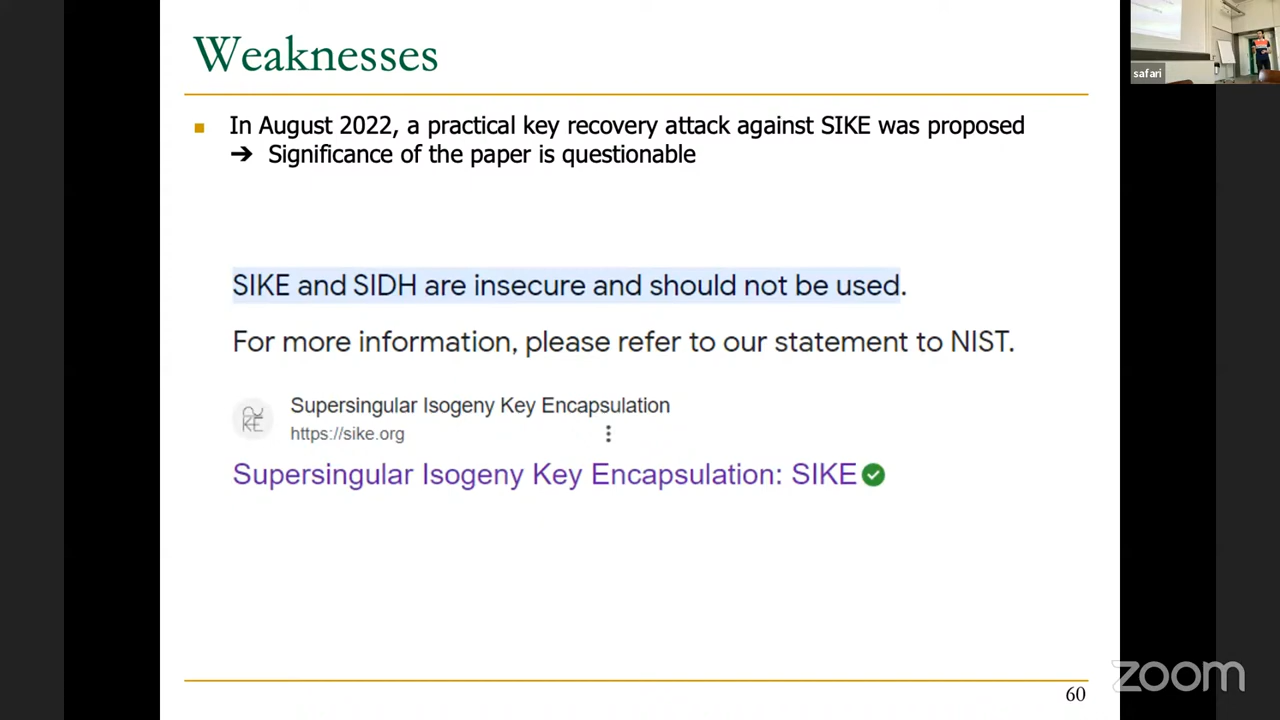 Weaknesses
In August 2022, a practical key recovery attack against SIKE was proposed
➔ Significance of the paper is questionable
SIKE and SIDH are insecure and should not be used.
For more information, please refer to our statement to NIST.
Supersingular Isogeny Key Encapsulation
https://sike.org
Supersingular Isogeny Key Encapsulation: SIKE
60
safari
zoom